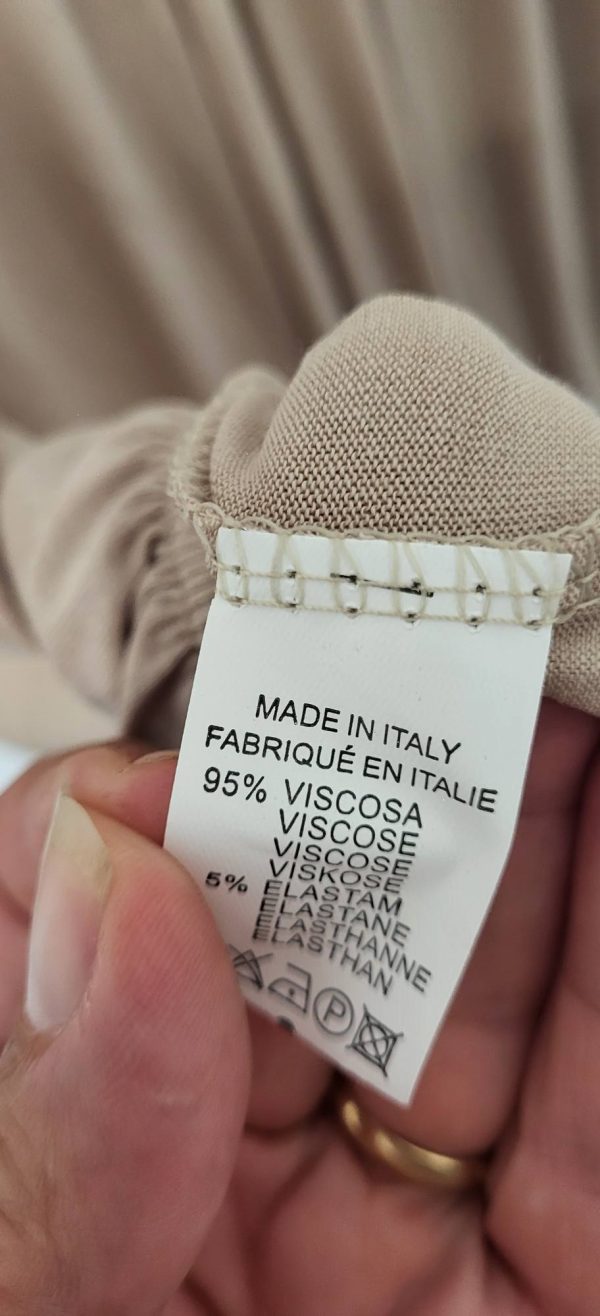 MADE IN ITALY
FABRIQUÉ EN ITALIE
95% VISCOSA
VISCOSE
VISCOSE
VISKOSE
5% ELASTAM
ELASTANE
ELASTHANNE
ELASTHAN
P